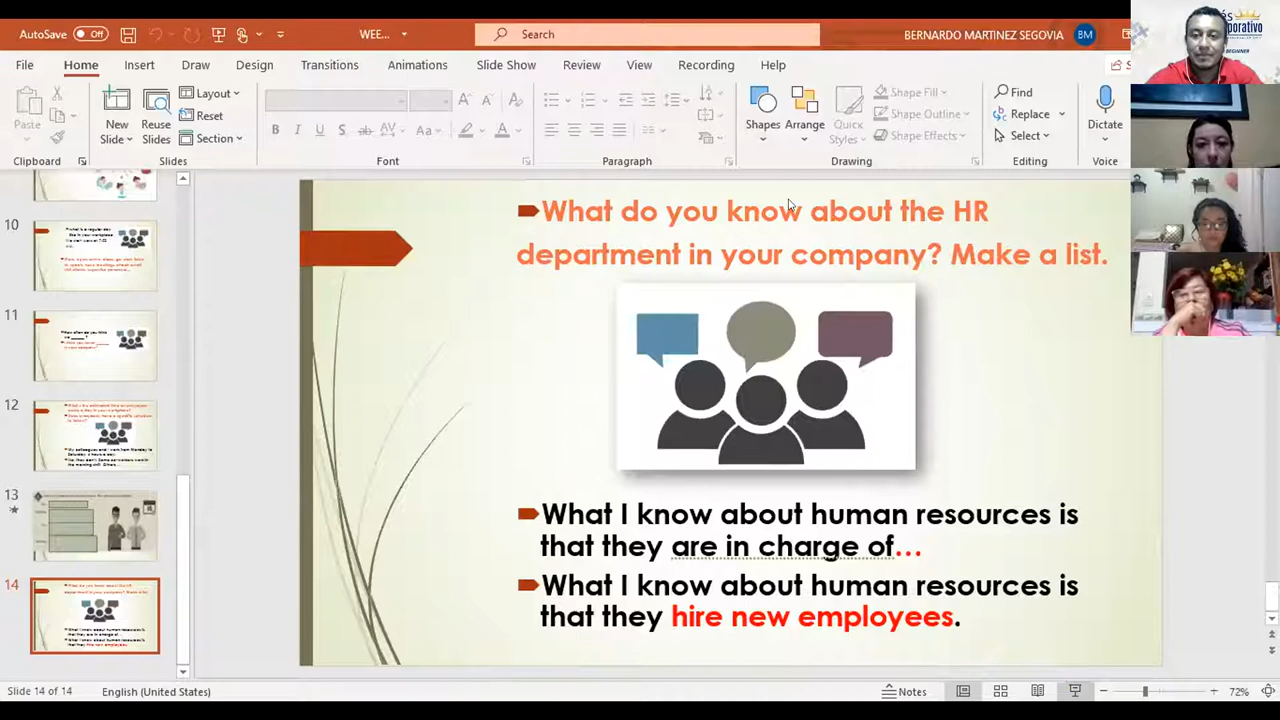 AutoSave Off WEE... Search BERNARDO MARTINEZ SEGOVIA BM
File Home Insert Draw Design Transitions Animations Slide Show Review View Recording Help
Paste
New Slide
Reuse Slides
Layout
Reset
Section
Shapes
Arrange
Quick Styles
Shape Fill
Shape Outline
Shape Effects
Find
Replace
Select
Dictate
Clipboard Slides Font Paragraph Drawing Editing Voice
BEGINNER
10
11
12
13
14
What do you know about the HR
department in your company? Make a list.
What I know about human resources is
that they are in charge of...
What I know about human resources is
that they hire new employees.
Slide 14 of 14 English (United States) Notes 72%